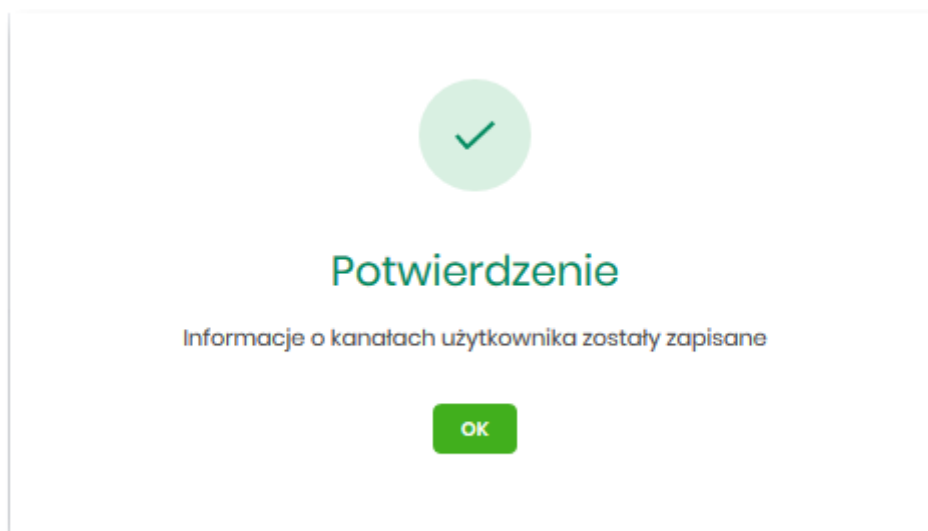 Potwierdzenie
Informacje o kanałach użytkownika zostały zapisane
OK